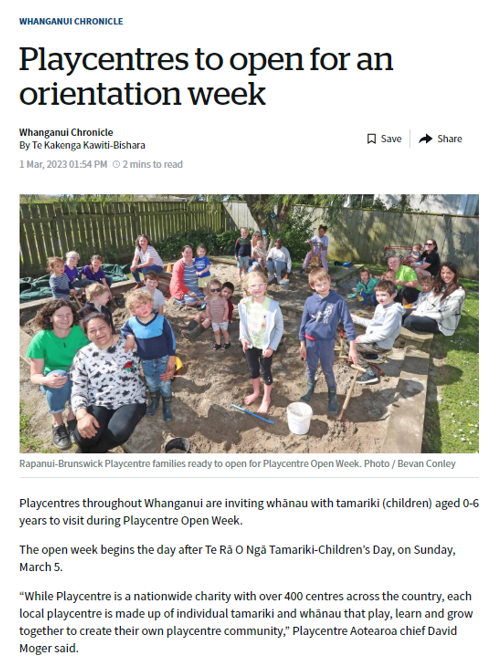 WHANGANUI CHRONICLE
Playcentres to open for an
orientation week
Whanganui Chronicle
By Te Kakenga Kawiti-Bishara
Save
Share
1 Mar, 2023 01:54 PM 2 mins to read
Rapanui-Brunswick Playcentre families ready to open for Playcentre Open Week. Photo / Bevan Conley
Playcentres throughout Whanganui are inviting whānau with tamariki (children) aged 0-6
years to visit during Playcentre Open Week.
The open week begins the day after Te Rā O Ngā Tamariki-Children's Day, on Sunday,
March 5.
“While Playcentre is a nationwide charity with over 400 centres across the country, each
local playcentre is made up of individual tamariki and whānau that play, learn and grow
together to create their own playcentre community,” Playcentre Aotearoa chief David
Moger said.